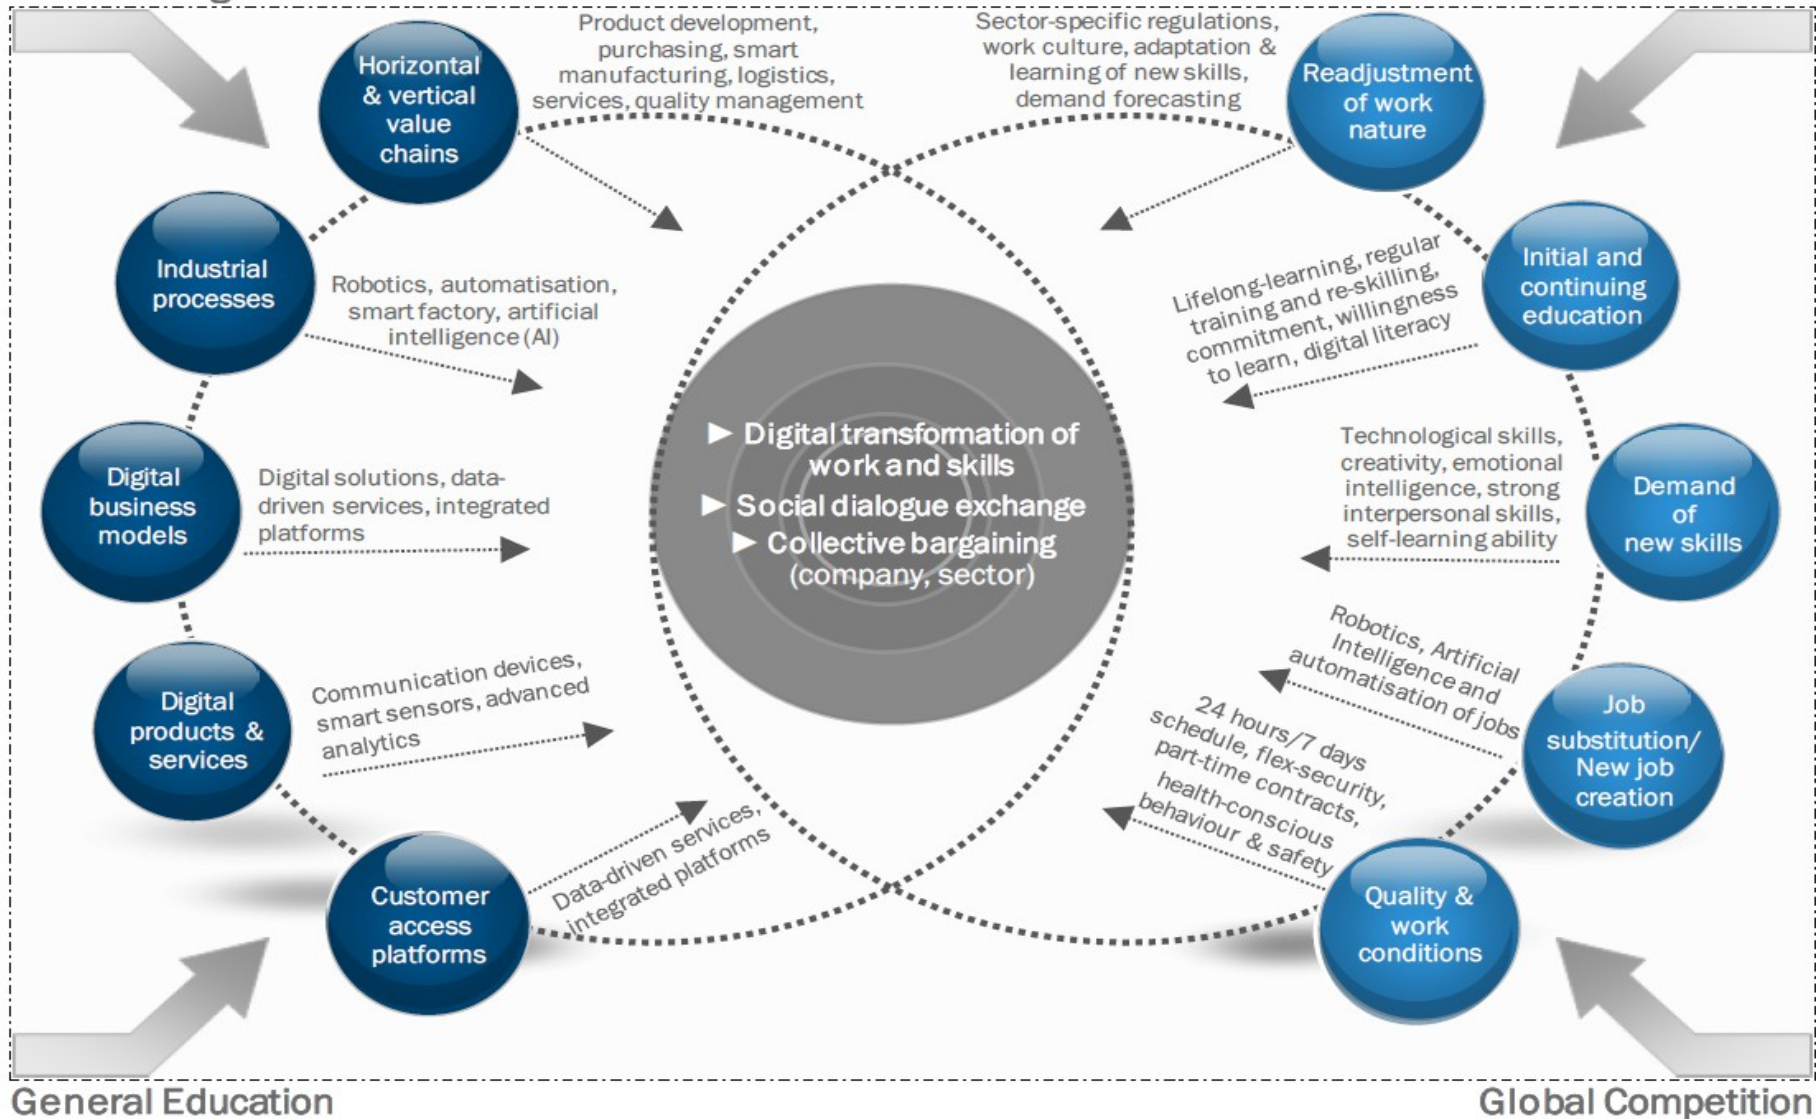 Product development,
purchasing, smart
manufacturing, logistics,
services, quality management
Sector-specific regulations,
work culture, adaptation &
learning of new skills,
demand forecasting
Horizontal
& vertical
value
chains
Readjustment
of work
nature
Industrial
processes
Robotics, automatisation,
smart factory, artificial
intelligence (AI)
Lifelong-learning, regular
training and re-skilling,
commitment, willingness
to learn, digital literacy
Initial and
continuing
education
Digital
business
models
Digital solutions, data-
driven services, integrated
platforms
► Digital transformation of
work and skills
► Social dialogue exchange
► Collective bargaining
(company, sector)
Technological skills,
creativity, emotional
intelligence, strong
interpersonal skills,
self-learning ability
Demand
of
new skills
Digital
products &
services
Communication devices,
smart sensors, advanced
analytics
Robotics, Artificial
Intelligence and
automatisation of jobs
Job
substitution/
New job
creation
Customer
access
platforms
Data-driven services,
integrated platforms
24 hours/7 days
schedule, flex-security,
part-time contracts,
health-conscious
behaviour & safety
Quality &
work
conditions
General Education
Global Competition